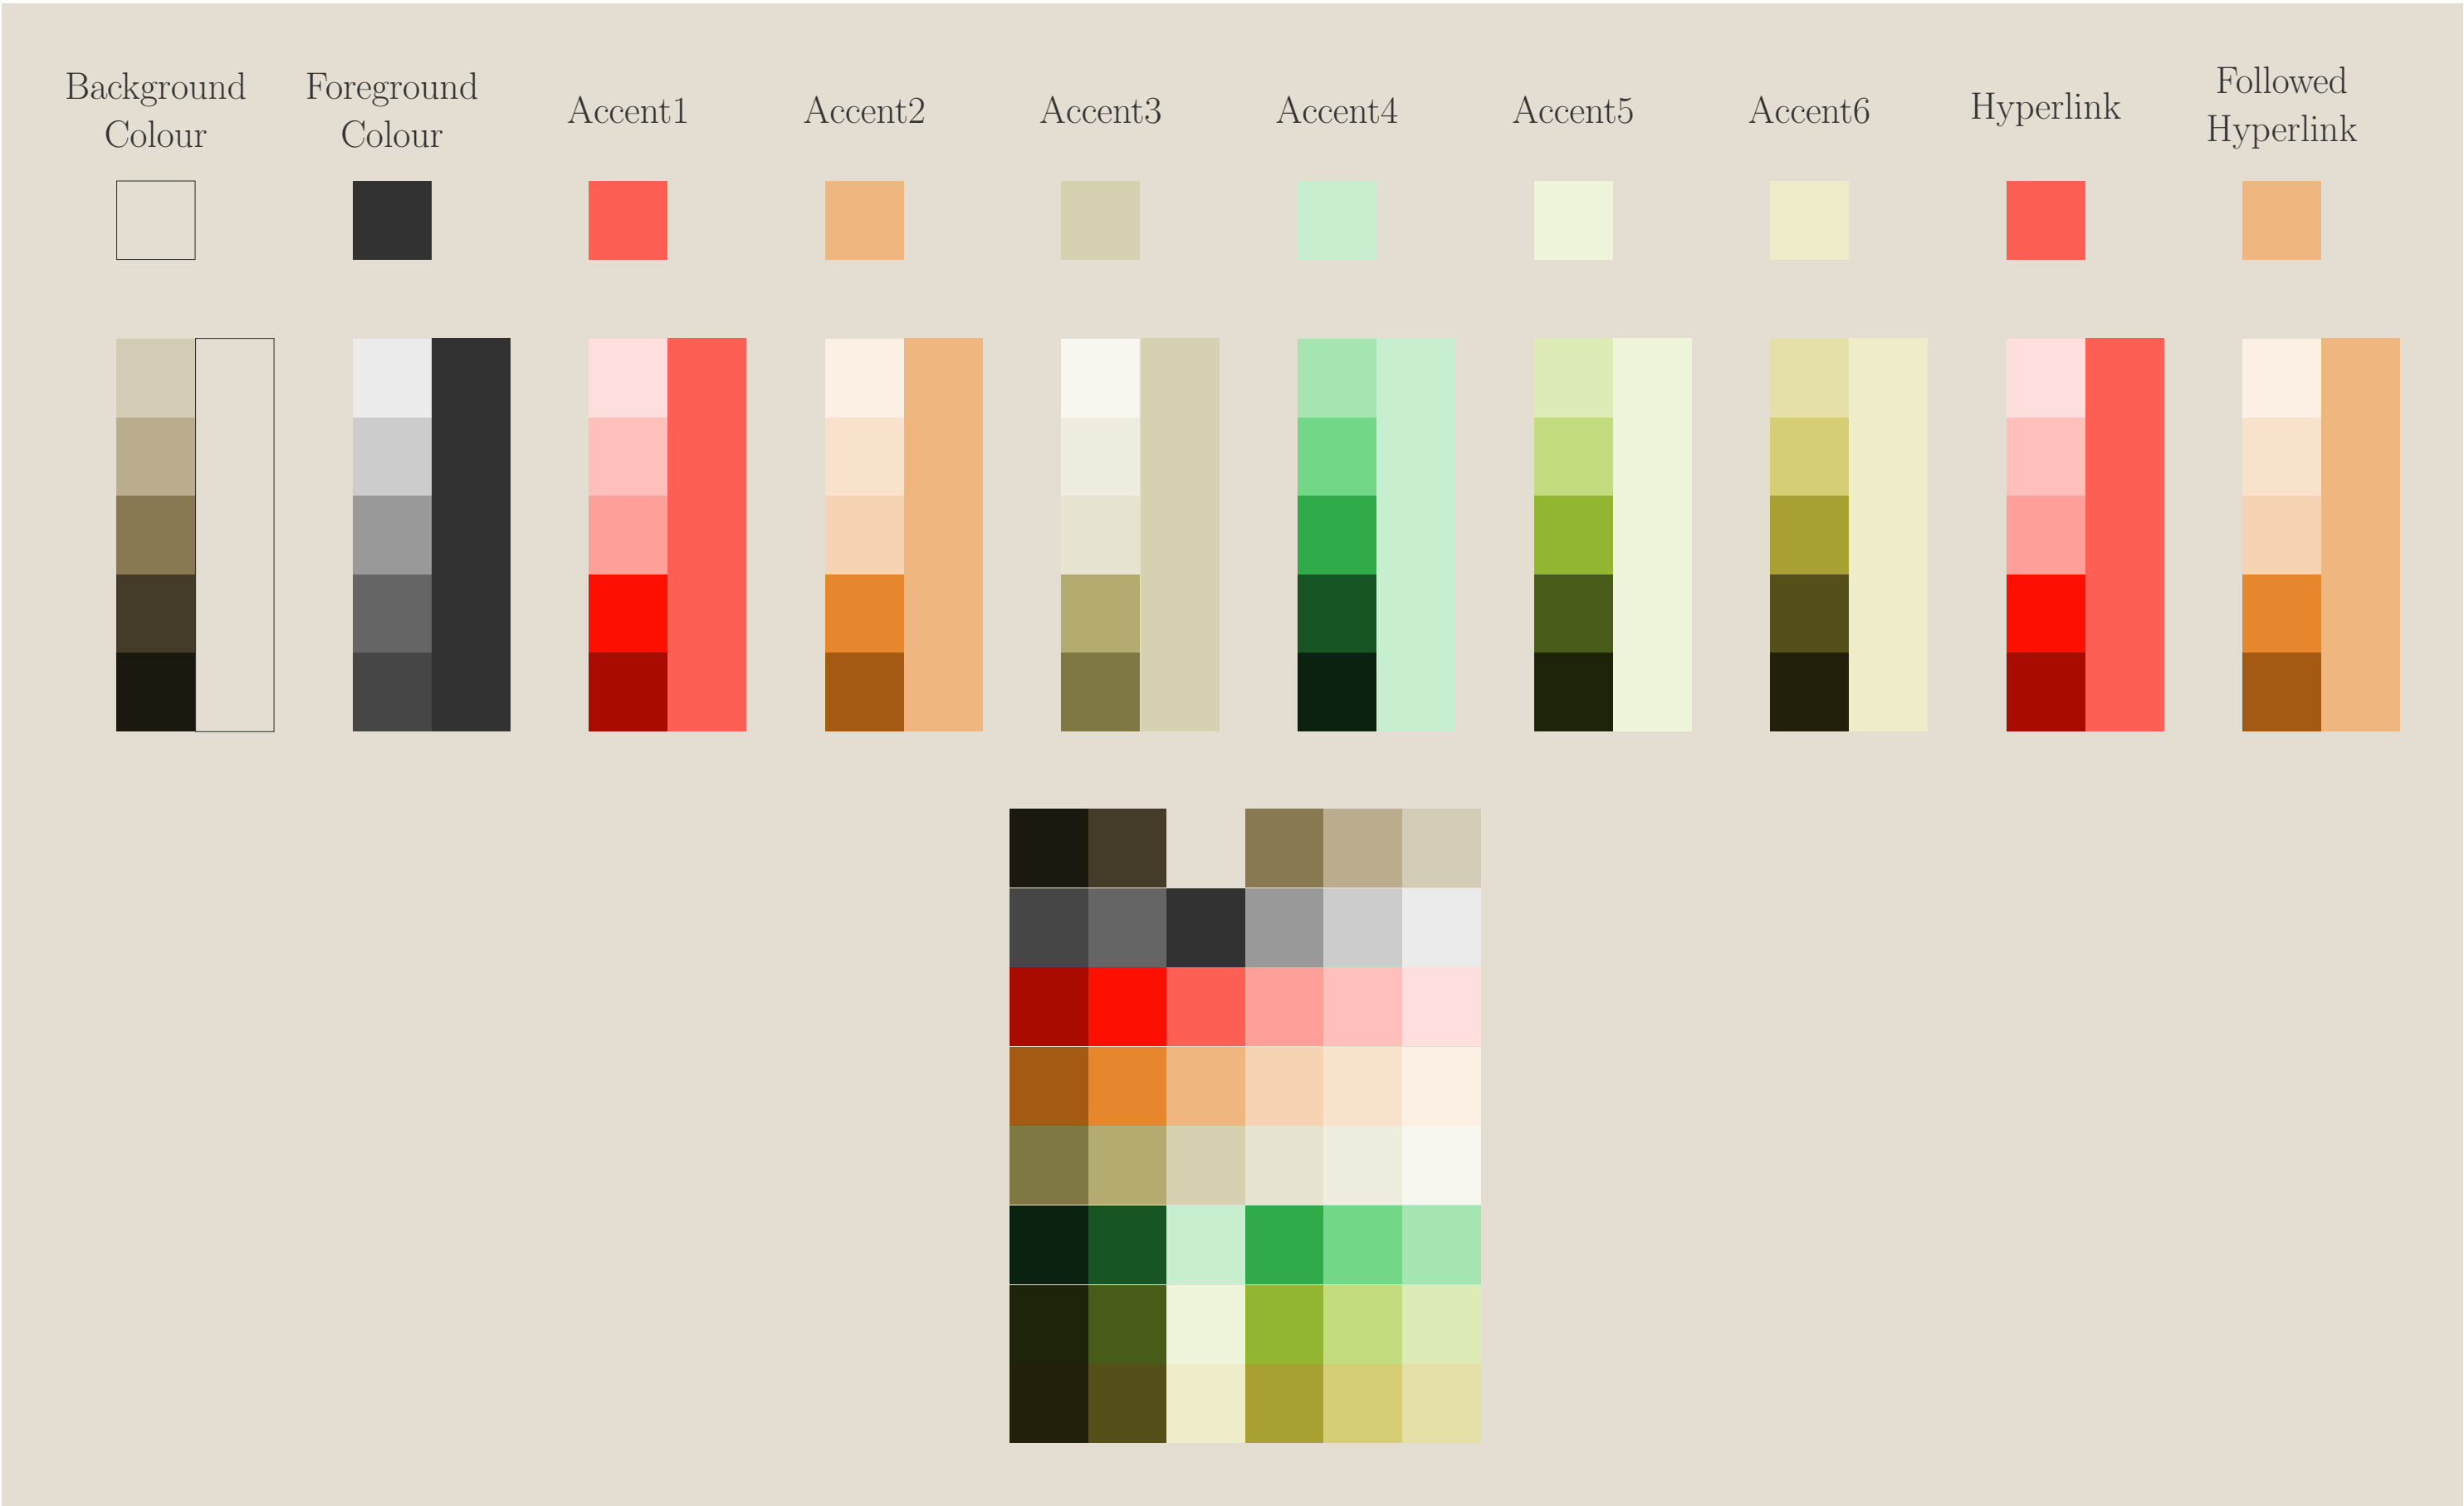 Background
Colour
Foreground
Colour
Accent1
Accent2
Accent3
Accent4
Accent5
Accent6
Hyperlink
Followed
Hyperlink